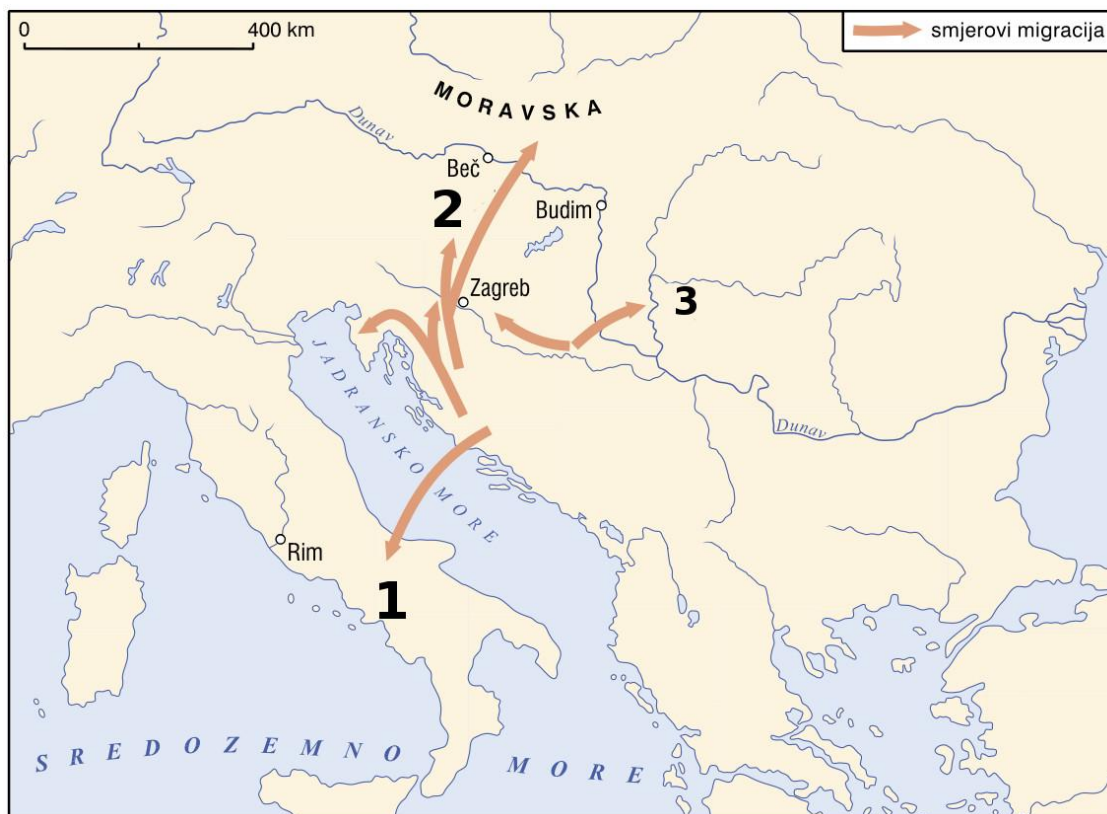 0 400 km
smjerovi migracija
MORAVSKA
Dunav
Beč
2
Budim
Zagreb
3
JADRANSKO MORE
Dunav
Rim
1
SREDOZEMNO MORE